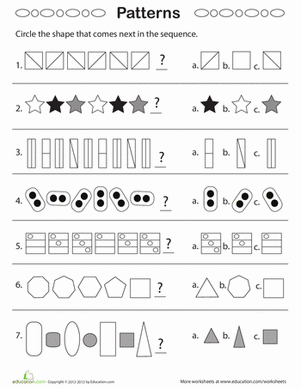 Patterns
Circle the shape that comes next in the sequence.
1. ? a. b. c.
2. ? a. b. c.
3. ? a. b. c.
4. ? a. b. c.
5. ? a. b. c.
6. ? a. b. c.
7. ? a. b. c.
education.com
Copyright © 2012-2013 by Education.com
More worksheets at www.education.com/worksheets